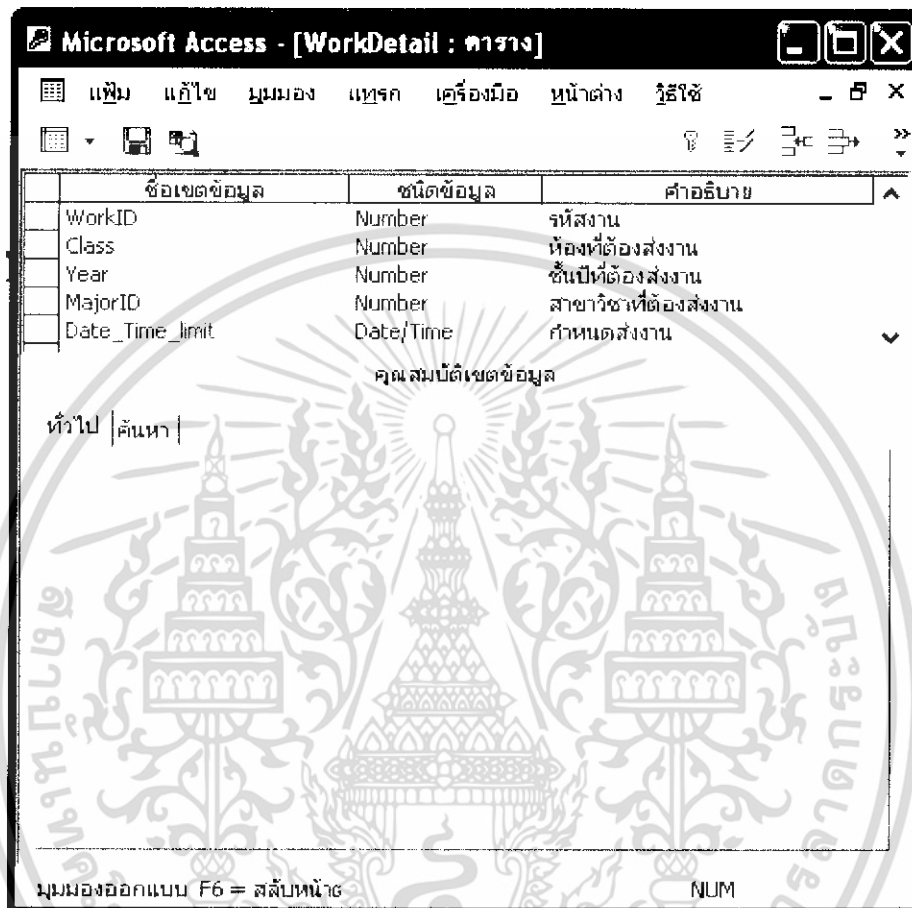 Microsoft Access - [WorkDetail : ตาราง]
แฟ้ม แก้ไข มุมมอง แทรก เครื่องมือ หน้าต่าง วิธีใช้
ชื่อเขตข้อมูล ชนิดข้อมูล คำอธิบาย
WorkID Number รหัสงาน
Class Number ห้องที่ต้องส่งงาน
Year Number ชั้นปีที่ต้องส่งงาน
MajorID Number สาขาวิชาที่ต้องส่งงาน
Date_Time_limit Date/Time กำหนดส่งงาน
คุณสมบัติเขตข้อมูล
ทั่วไป ค้นหา
มุมมองออกแบบ F6 = สลับหน้าต NUM